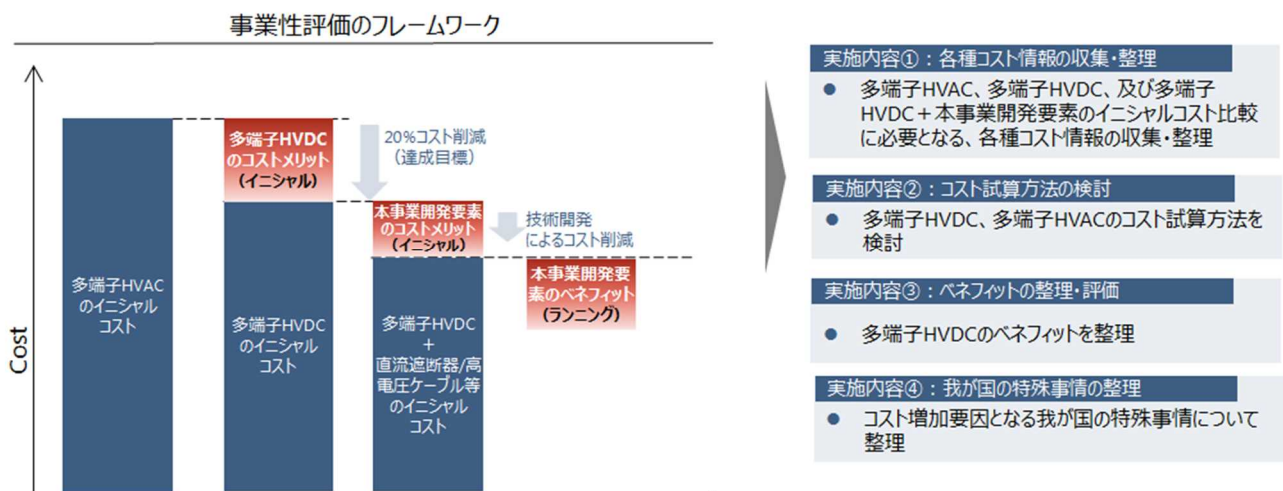 事業性評価のフレームワーク
Cost
多端子HVAC
のイニシャル
コスト
多端子HVDC
のコストメリット
(イニシャル)
多端子HVDC
のイニシャル
コスト
20%コスト削減
(達成目標)
本事業開発要素
のコストメリット
(イニシャル)
多端子HVDC
+
直流遮断器/高
電圧ケーブル等
のイニシャル
コスト
技術開発
によるコスト削減
本事業開発要
素のベネフィット
(ランニング)
実施内容①:各種コスト情報の収集・整理
● 多端子HVAC、多端子HVDC、及び多端子
HVDC+本事業開発要素のイニシャルコスト比較
に必要となる、各種コスト情報の収集・整理
実施内容②:コスト試算方法の検討
● 多端子HVDC、多端子HVACのコスト試算方法を
検討
実施内容③:ベネフィットの整理・評価
● 多端子HVDCのベネフィットを整理
実施内容④:我が国の特殊事情の整理
● コスト増加要因となる我が国の特殊事情について
整理